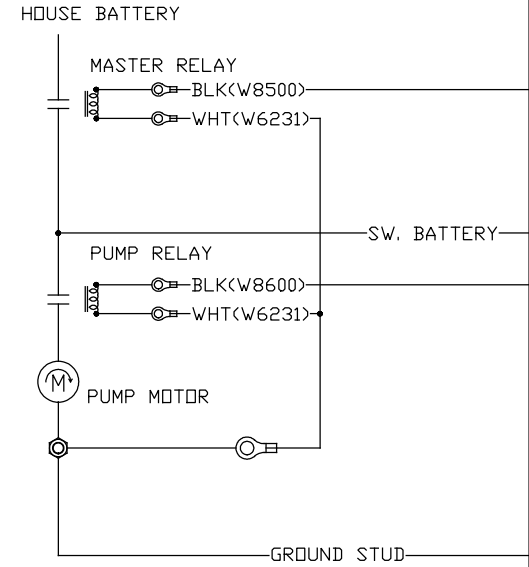 HOUSE BATTERY
MASTER RELAY
BLK(W8500)
WHT(W6231)
SW. BATTERY
PUMP RELAY
BLK(W8600)
WHT(W6231)
M
PUMP MOTOR
GROUND STUD